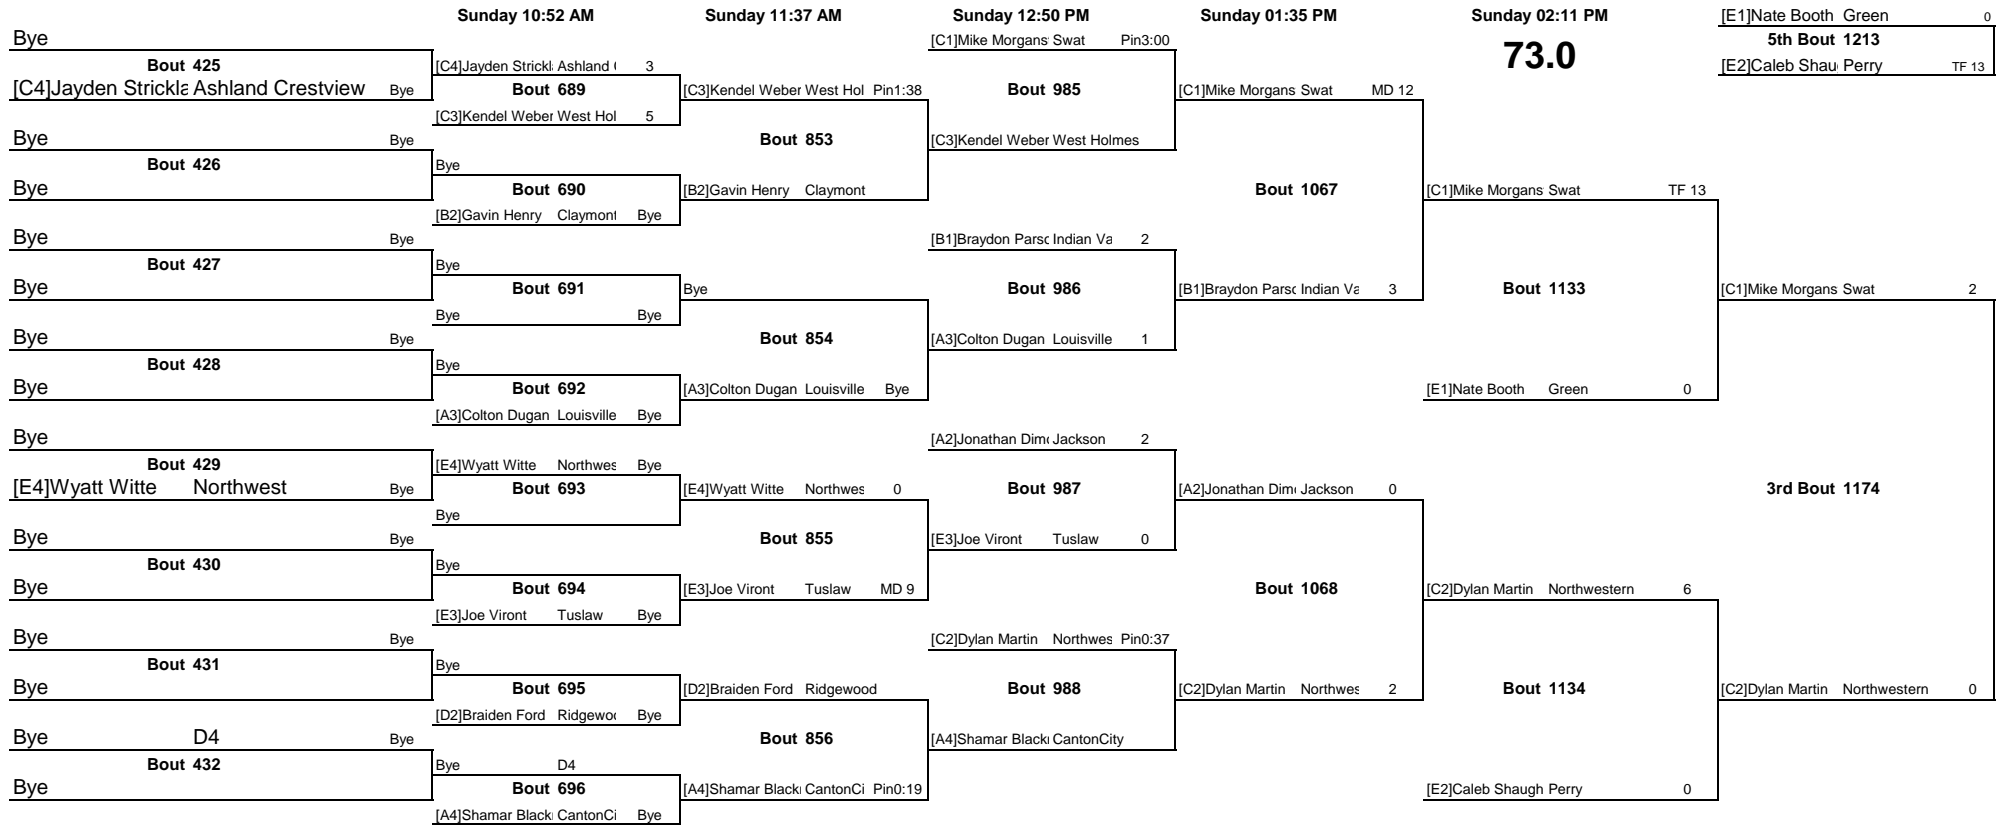 Sunday 10:52 AM Sunday 11:37 AM Sunday 12:50 PM Sunday 01:35 PM Sunday 02:11 PM [E1]Nate Booth Green 0
Bye [C1]Mike Morgans Swat Pin3:00 73.0 5th Bout 1213
Bout 425 [C4]Jayden Strickl Ashland 3 [E2]Caleb Shaug Perry TF 13
[C4]Jayden Strickla Ashland Crestview Bye Bout 689 [C3]Kendel Weber West Hol Pin1:38 Bout 985 [C1]Mike Morgans Swat MD 12
[C3]Kendel Weber West Hol 5
Bye Bye Bout 853 [C3]Kendel Weber West Holmes
Bout 426 Bye
Bye Bout 690 [B2]Gavin Henry Claymont Bout 1067 [C1]Mike Morgans Swat TF 13
[B2]Gavin Henry Claymont Bye
Bye Bye [B1]Braydon Parso Indian Va 2
Bout 427 Bye
Bye Bout 691 Bye Bout 986 [B1]Braydon Parso Indian Va 3 Bout 1133 [C1]Mike Morgans Swat 2
Bye Bye
Bye Bye Bout 854 [A3]Colton Dugan Louisville 1
Bout 428 Bye
Bye Bout 692 [A3]Colton Dugan Louisville Bye [E1]Nate Booth Green 0
[A3]Colton Dugan Louisville Bye
Bye [A2]Jonathan Dim Jackson 2
Bout 429 [E4]Wyatt Witte Northwes Bye
[E4]Wyatt Witte Northwest Bye Bout 693 [E4]Wyatt Witte Northwes 0 Bout 987 [A2]Jonathan Dim Jackson 0 3rd Bout 1174
Bye
Bye Bye Bout 855 [E3]Joe Viront Tuslaw 0
Bout 430 Bye
Bye Bout 694 [E3]Joe Viront Tuslaw MD 9 Bout 1068 [C2]Dylan Martin Northwestern 6
[E3]Joe Viront Tuslaw Bye
Bye Bye [C2]Dylan Martin Northwes Pin0:37
Bout 431 Bye
Bye Bout 695 [D2]Braiden Ford Ridgewood Bout 988 [C2]Dylan Martin Northwes 2 Bout 1134 [C2]Dylan Martin Northwestern 0
[D2]Braiden Ford Ridgewo Bye
Bye D4 Bye Bout 856 [A4]Shamar Black CantonCity
Bout 432 Bye D4
Bye Bout 696 [A4]Shamar Black CantonCi Pin0:19 [E2]Caleb Shaugh Perry 0
[A4]Shamar Black CantonCi Bye